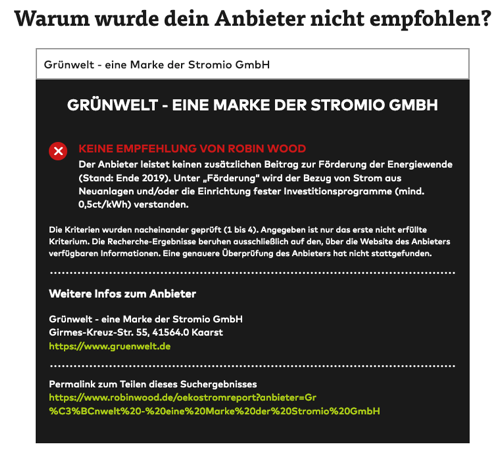 Warum wurde dein Anbieter nicht empfohlen?
Grünwelt - eine Marke der Stromio GmbH
GRÜNWELT - EINE MARKE DER STROMIO GMBH
KEINE EMPFEHLUNG VON ROBIN WOOD
Der Anbieter leistet keinen zusätzlichen Beitrag zur Förderung der Energiewende
(Stand: Ende 2019). Unter „Förderung“ wird der Bezug von Strom aus
Neuanlagen und/oder die Einrichtung fester Investitionsprogramme (mind.
0,5ct/kWh) verstanden.
Die Kriterien wurden nacheinander geprüft (1 bis 4). Angegeben ist nur das erste nicht erfüllte
Kriterium. Die Recherche-Ergebnisse beruhen ausschließlich auf den, über die Website des Anbieters
verfügbaren Informationen. Eine genauere Überprüfung des Anbieters hat nicht stattgefunden.
Weitere Infos zum Anbieter
Grünwelt - eine Marke der Stromio GmbH
Girmes-Kreuz-Str. 55, 41564.0 Kaarst
https://www.gruenwelt.de
Permalink zum Teilen dieses Suchergebnisses
https://www.robinwood.de/oekostromreport?anbieter=Gr
%C3%BCnwelt%20-%20eine%20Marke%20der%20Stromio%20GmbH